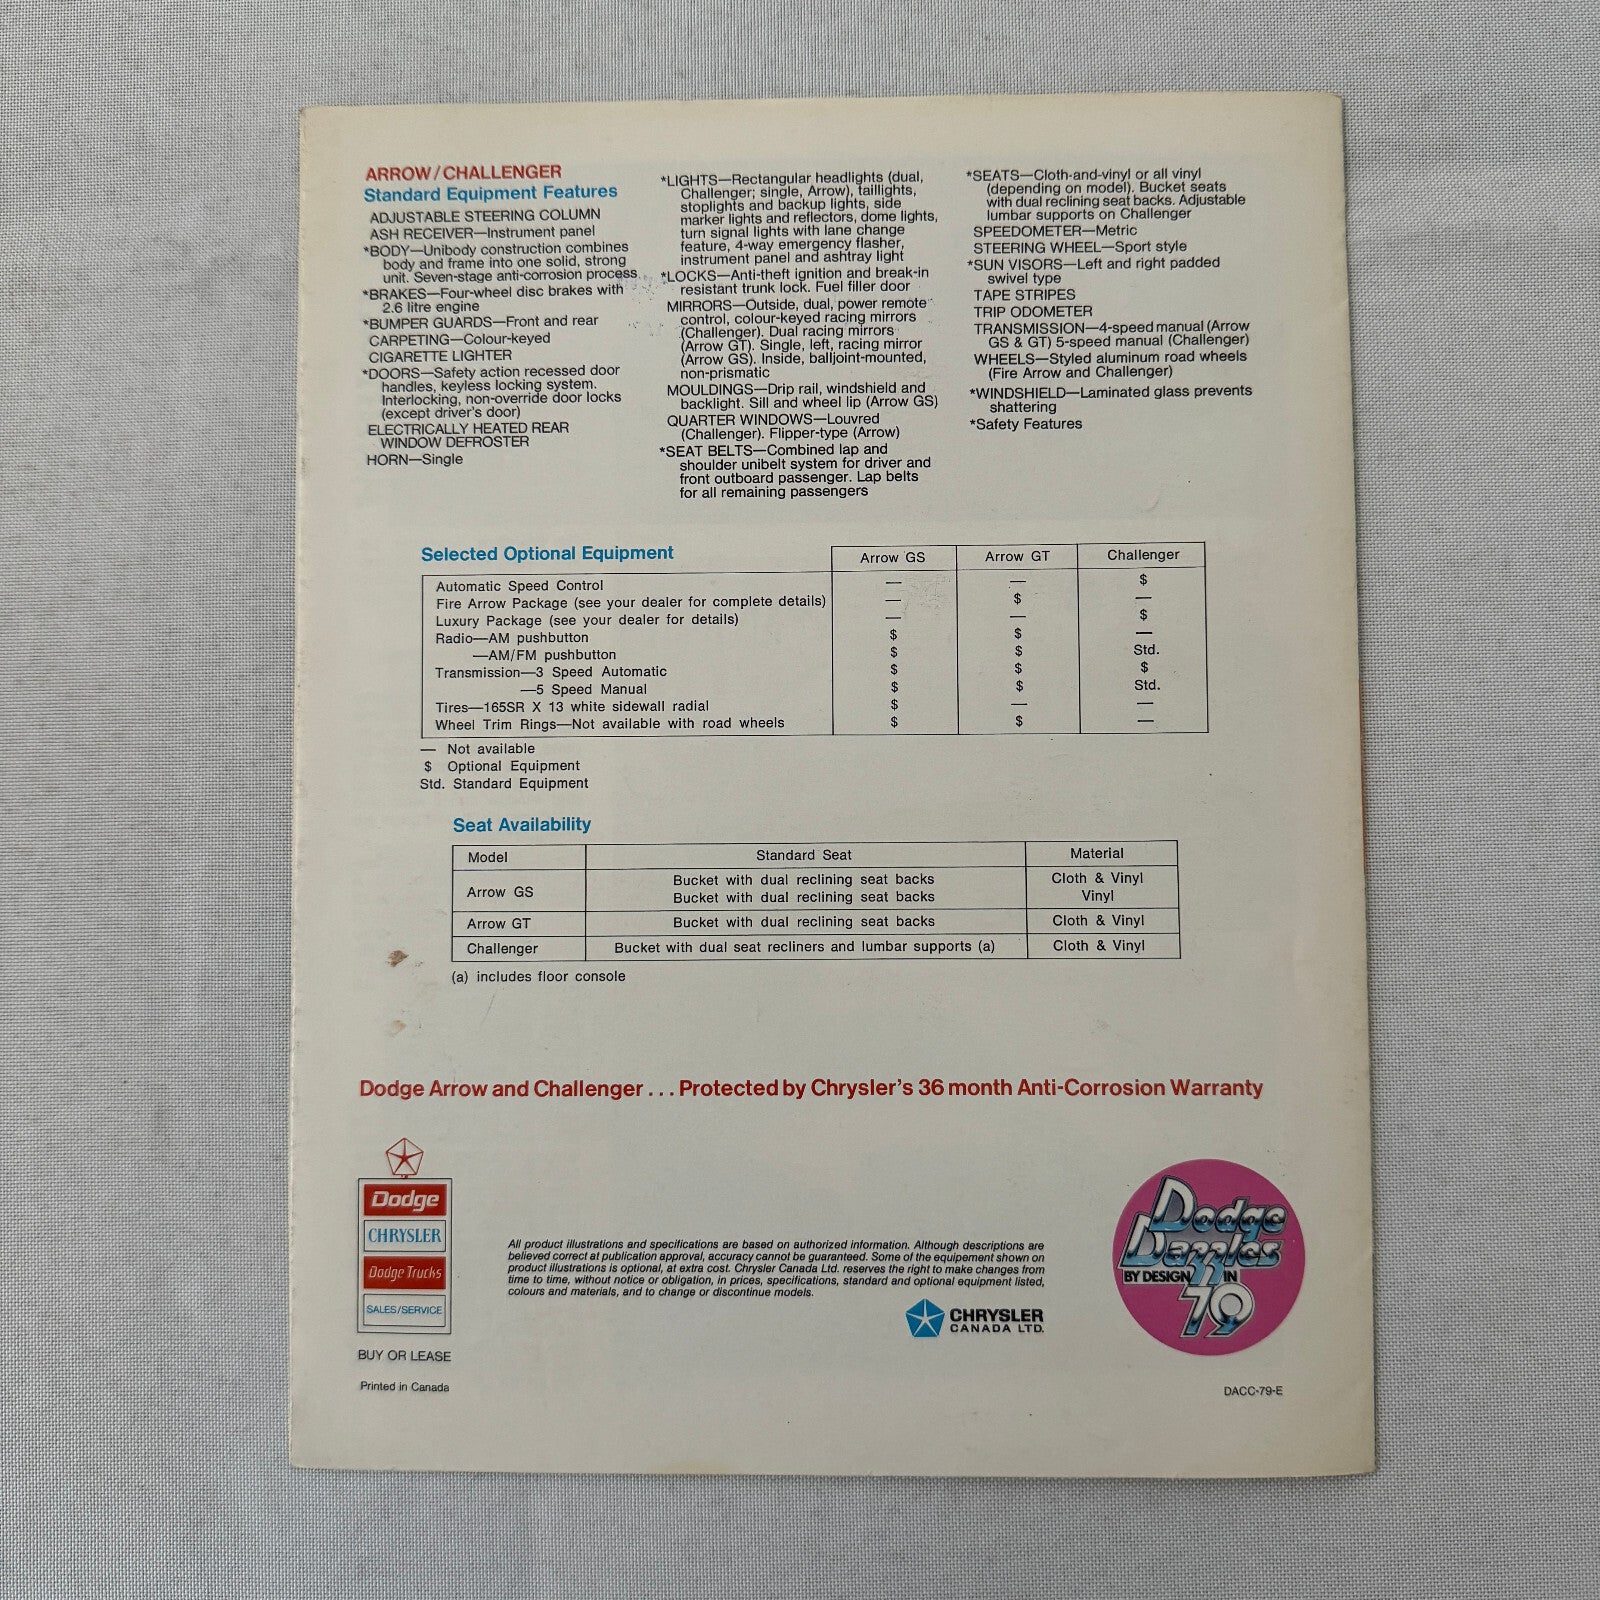 ARROW/CHALLENGER
Standard Equipment Features
ADJUSTABLE STEERING COLUMN
ASH RECEIVER—Instrument panel
*BODY—Unibody construction combines
body and frame into one solid, strong
unit. Seven-stage anti-corrosion process
*BRAKES—Four-wheel disc brakes with
2.6 litre engine
*BUMPER GUARDS—Front and rear
CARPETING—Colour-keyed
CIGARETTE LIGHTER
*DOORS—Safety action recessed door
handles, keyless locking system.
Interlocking, non-override door locks
(except driver's door)
ELECTRICALLY HEATED REAR
WINDOW DEFROSTER
HORN—Single
*LIGHTS—Rectangular headlights (dual,
Challenger; single, Arrow), taillights,
stoplights and backup lights, side
marker lights and reflectors, dome lights,
turn signal lights with lane change
feature, 4-way emergency flasher,
instrument panel and ashtray light
*LOCKS—Anti-theft ignition and break-in
resistant trunk lock. Fuel filler door
MIRRORS—Outside, dual, power remote
control, colour-keyed racing mirrors
(Challenger). Dual racing mirrors
(Arrow GT). Single, left, racing mirror
(Arrow GS). Inside, balljoint-mounted,
non-prismatic
MOULDINGS—Drip rail, windshield and
backlight. Sill and wheel lip (Arrow GS)
QUARTER WINDOWS—Louvred
(Challenger). Flipper-type (Arrow)
*SEAT BELTS—Combined lap and
shoulder unibelt system for driver and
front outboard passenger. Lap belts
for all remaining passengers
*SEATS—Cloth-and-vinyl or all vinyl
(depending on model). Bucket seats
with dual reclining seat backs. Adjustable
lumbar supports on Challenger
SPEEDOMETER—Metric
STEERING WHEEL—Sport style
*SUN VISORS—Left and right padded
swivel type
TAPE STRIPES
TRIP ODOMETER
TRANSMISSION—4-speed manual (Arrow
GS & GT) 5-speed manual (Challenger)
WHEELS—Styled aluminum road wheels
(Fire Arrow and Challenger)
*WINDSHIELD—Laminated glass prevents
shattering
*Safety Features
Selected Optional Equipment Arrow GS Arrow GT Challenger
Automatic Speed Control — — $
Fire Arrow Package (see your dealer for complete details) — $ —
Luxury Package (see your dealer for details) — — $
Radio—AM pushbutton $ $ —
—AM/FM pushbutton $ $ Std.
Transmission—3 Speed Automatic $ $ $
—5 Speed Manual $ $ Std.
Tires—165SR X 13 white sidewall radial $ — —
Wheel Trim Rings—Not available with road wheels $ $ —
— Not available
$ Optional Equipment
Std. Standard Equipment
Seat Availability
Model Standard Seat Material
Arrow GS Bucket with dual reclining seat backs Cloth & Vinyl
Bucket with dual reclining seat backs Vinyl
Arrow GT Bucket with dual reclining seat backs Cloth & Vinyl
Challenger Bucket with dual seat recliners and lumbar supports (a) Cloth & Vinyl
(a) includes floor console
Dodge Arrow and Challenger . . . Protected by Chrysler's 36 month Anti-Corrosion Warranty
Dodge
CHRYSLER
Dodge Trucks
SALES/SERVICE
BUY OR LEASE
Printed in Canada
All product illustrations and specifications are based on authorized information. Although descriptions are
believed correct at publication approval, accuracy cannot be guaranteed. Some of the equipement shown on
product illustrations is optional, at extra cost. Chrysler Canada Ltd. reserves the right to make changes from
time to time, without notice or obligation, in prices, specifications, standard and optional equipment listed,
colours and materials, and to change or discontinue models.
CHRYSLER
CANADA LTD.
Dodge
Dazzles
BY DESIGN IN
79
DACC-79-E